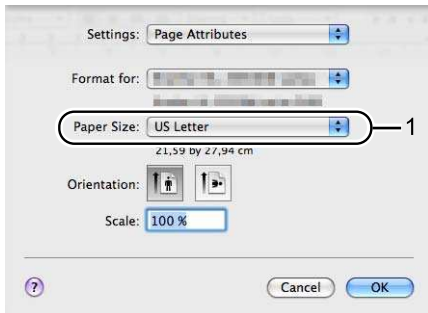 Settings: Page Attributes
Format for:
Paper Size: US Letter 1
21,59 by 27,94 cm
Orientation:
Scale: 100 %
? Cancel OK